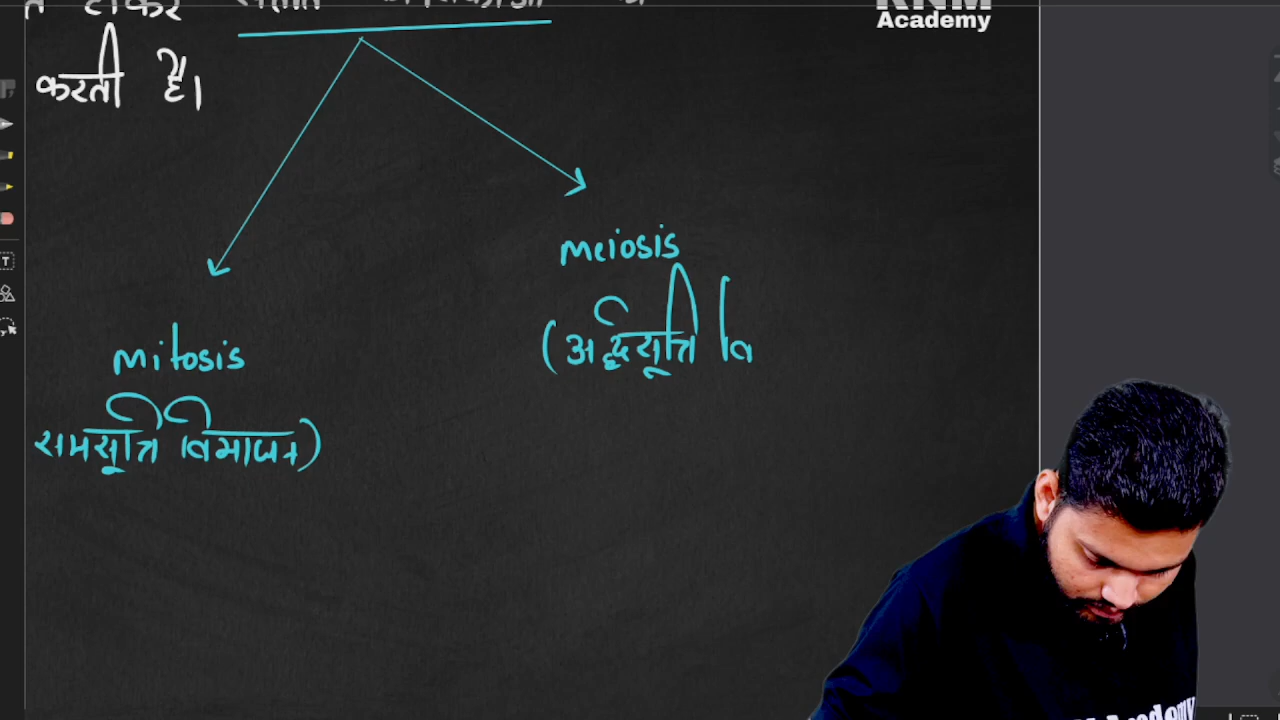 Academy
करती है।
meiosis
(अर्द्धसूत्रि वि
mitosis
समसूत्रि विभाजन)